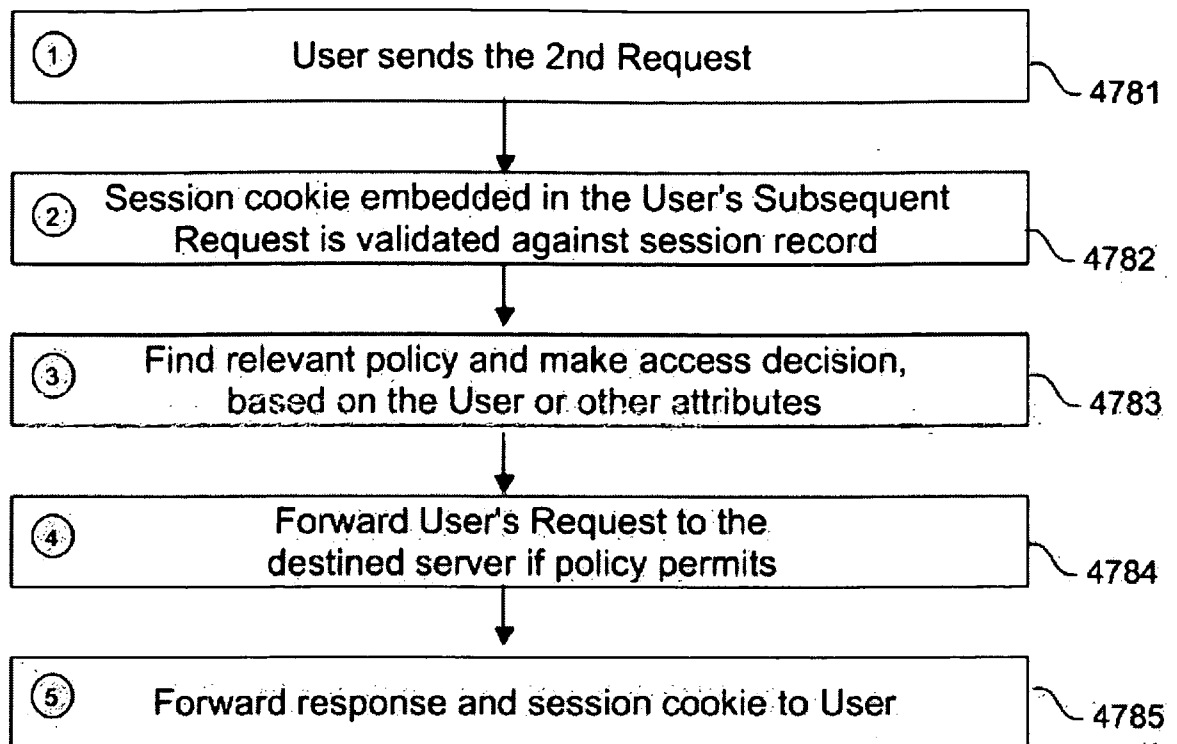 1 User sends the 2nd Request
4781
2 Session cookie embedded in the User's Subsequent
Request is validated against session record
4782
3 Find relevant policy and make access decision,
based on the User or other attributes
4783
4 Forward User's Request to the
destined server if policy permits
4784
5 Forward response and session cookie to User
4785